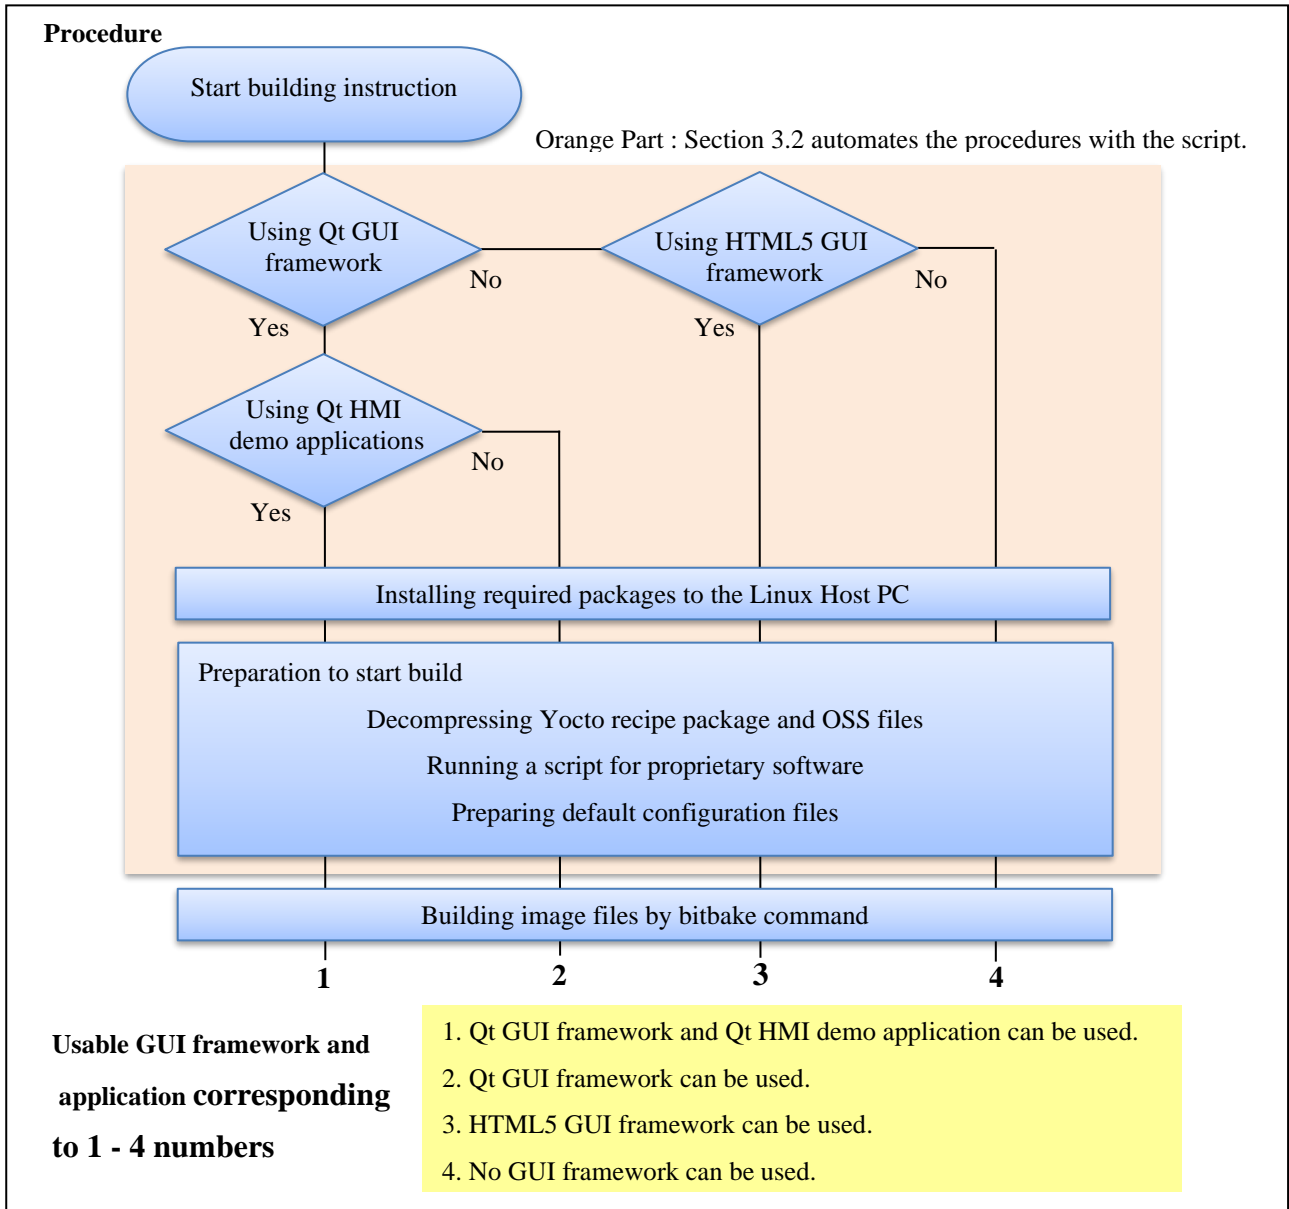 Procedure
Start building instruction
Orange Part : Section 3.2 automates the procedures with the script.
Using Qt GUI
framework
No
Yes
Using HTML5 GUI
framework
No
Yes
Using Qt HMI
demo applications
No
Yes
Installing required packages to the Linux Host PC
Preparation to start build
Decompressing Yocto recipe package and OSS files
Running a script for proprietary software
Preparing default configuration files
Building image files by bitbake command
1
2
3
4
Usable GUI framework and
application corresponding
to 1 - 4 numbers
1. Qt GUI framework and Qt HMI demo application can be used.
2. Qt GUI framework can be used.
3. HTML5 GUI framework can be used.
4. No GUI framework can be used.